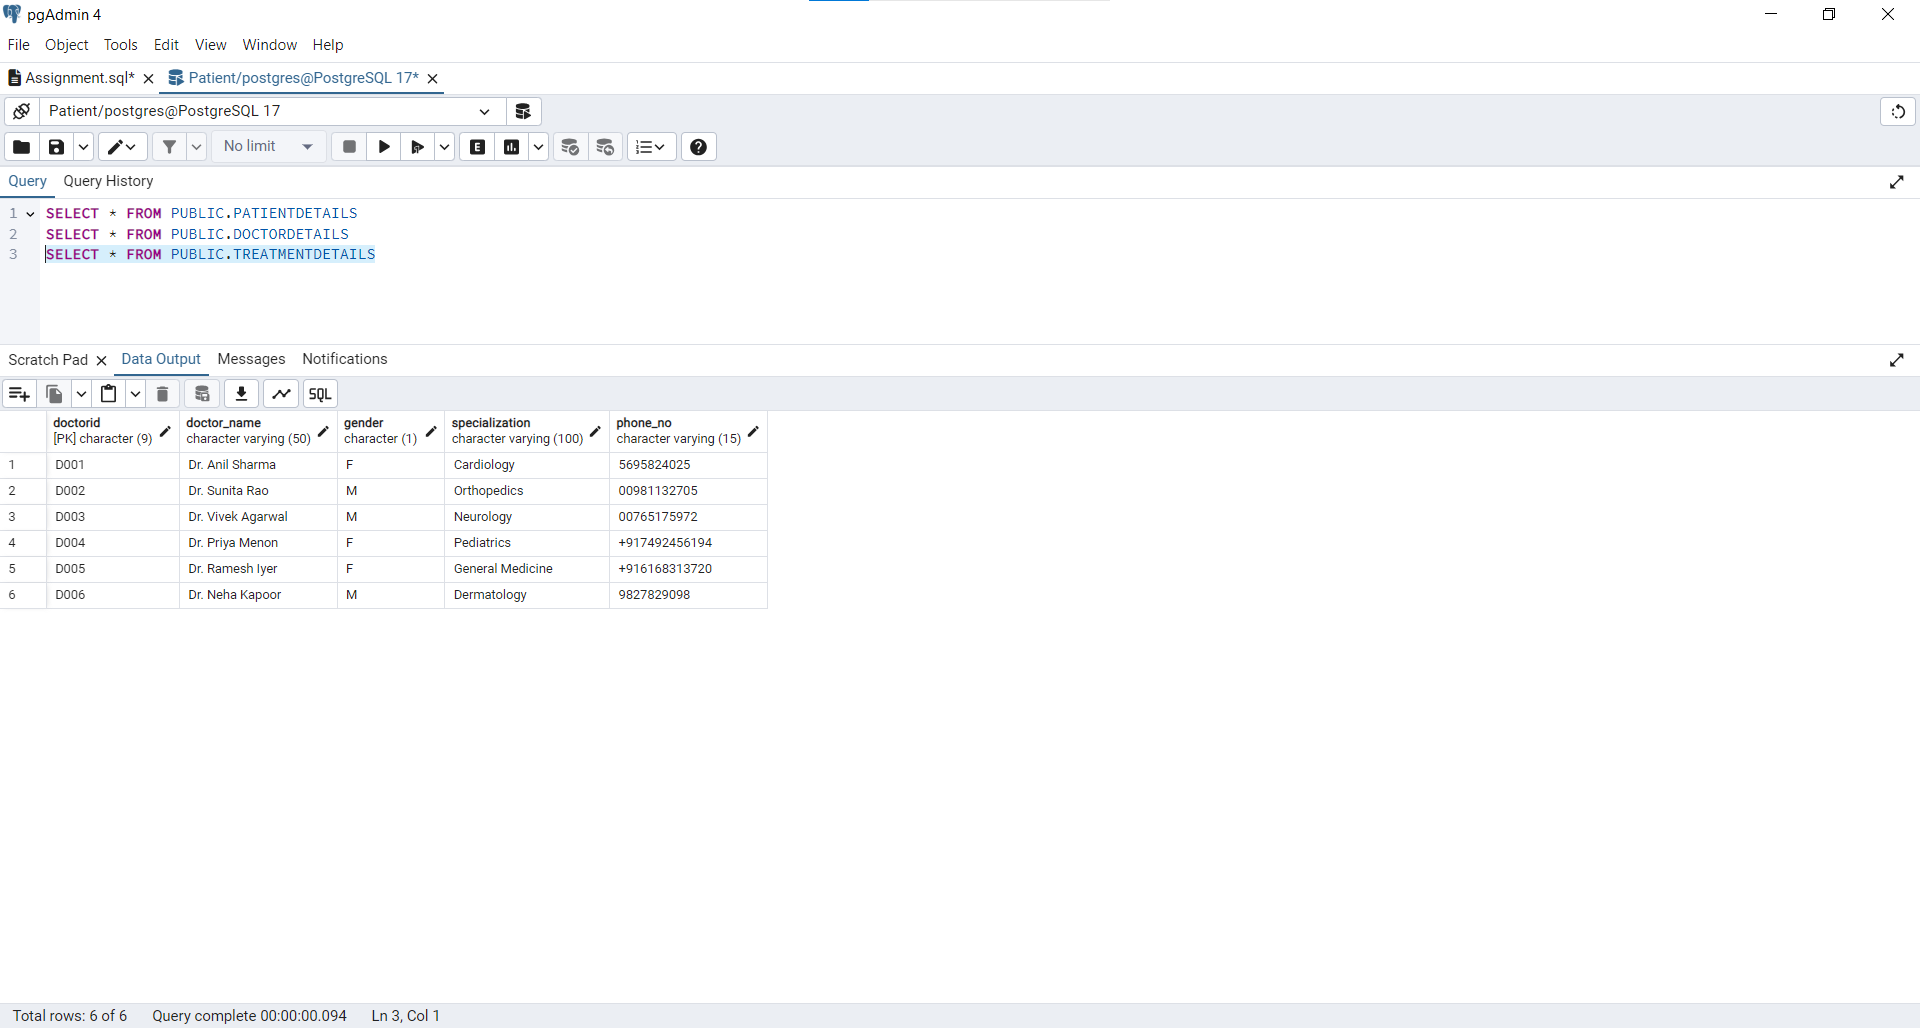 pgAdmin 4
File Object Tools Edit View Window Help
Assignment.sql* Patient/postgres@PostgreSQL 17*
Patient/postgres@PostgreSQL 17
No limit E
Query Query History
1 SELECT * FROM PUBLIC.PATIENTDETAILS
2 SELECT * FROM PUBLIC.DOCTORDETAILS
3 SELECT * FROM PUBLIC.TREATMENTDETAILS
Scratch Pad Data Output Messages Notifications
SQL
doctorid doctor_name gender specialization phone_no
[PK] character (9) character varying (50) character (1) character varying (100) character varying (15)
1 D001 Dr. Anil Sharma F Cardiology 5695824025
2 D002 Dr. Sunita Rao M Orthopedics 00981132705
3 D003 Dr. Vivek Agarwal M Neurology 00765175972
4 D004 Dr. Priya Menon F Pediatrics +917492456194
5 D005 Dr. Ramesh Iyer F General Medicine +916168313720
6 D006 Dr. Neha Kapoor M Dermatology 9827829098
Total rows: 6 of 6 Query complete 00:00:00.094 Ln 3, Col 1